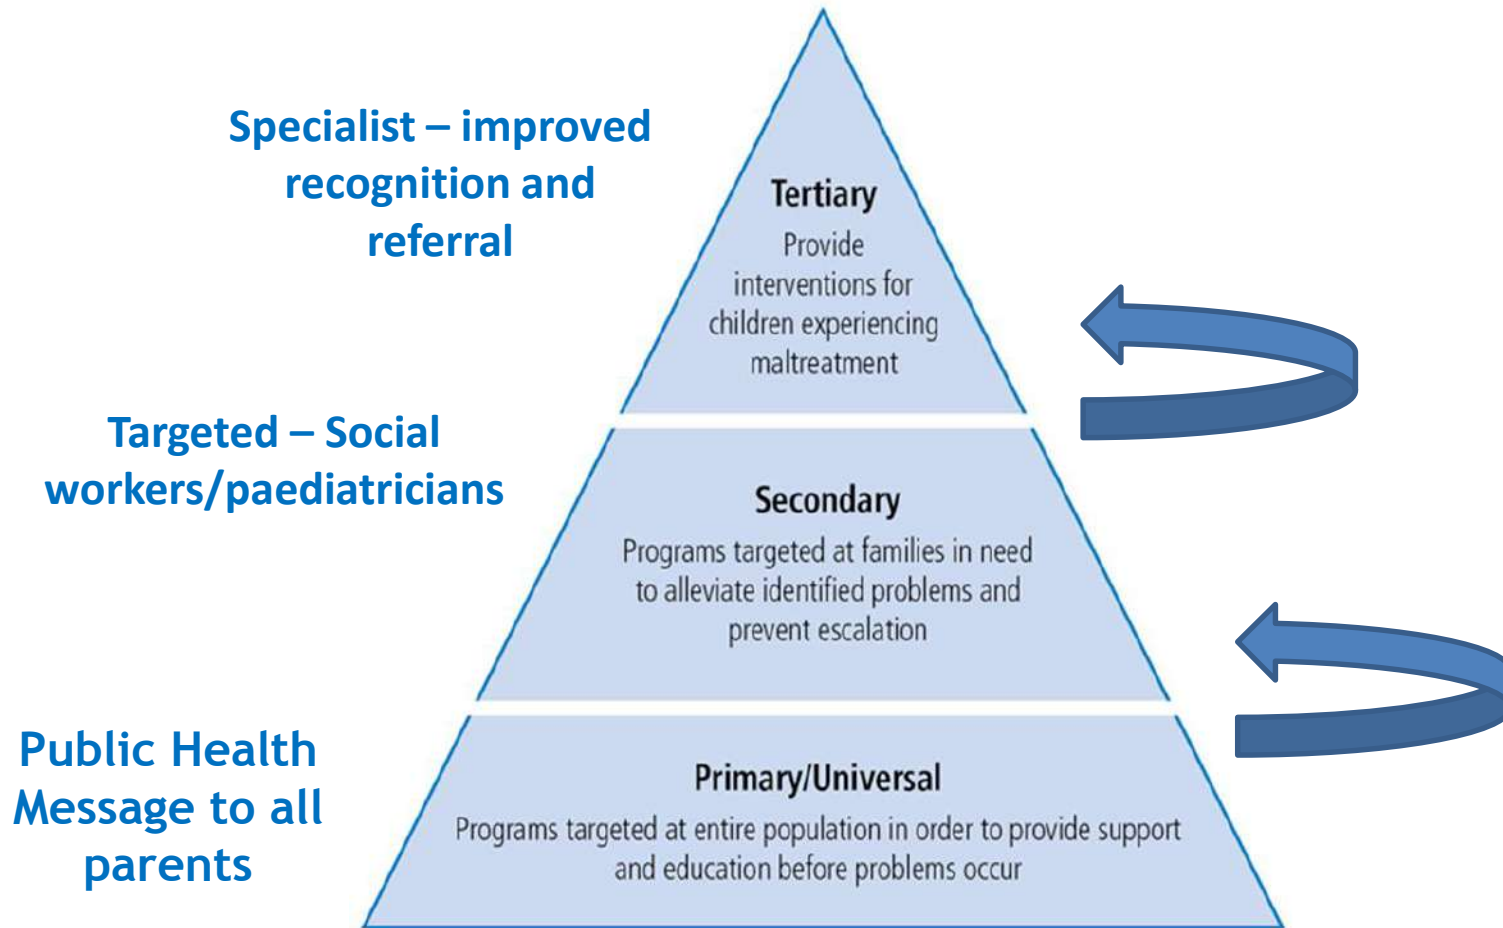 Specialist – improved
recognition and
referral
Tertiary
Provide
interventions for
children experiencing
maltreatment
Targeted – Social
workers/paediatricians
Secondary
Programs targeted at families in need
to alleviate identified problems and
prevent escalation
Public Health
Message to all
parents
Primary/Universal
Programs targeted at entire population in order to provide support
and education before problems occur